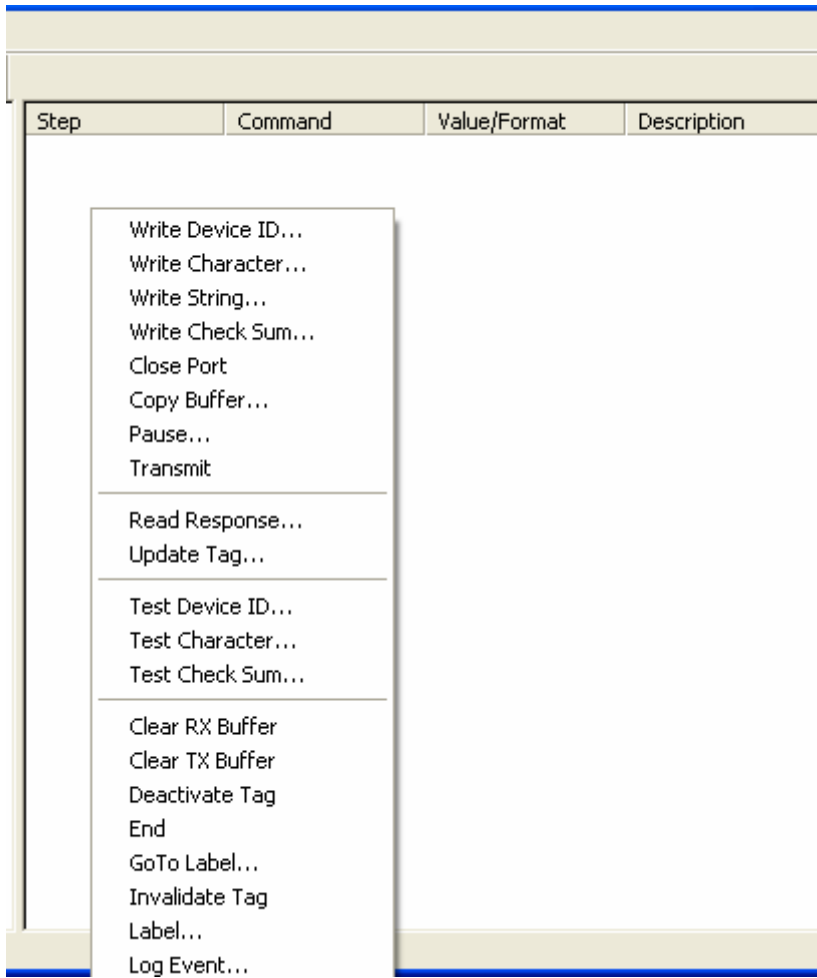 Step Command Value/Format Description
Write Device ID...
Write Character...
Write String...
Write Check Sum...
Close Port
Copy Buffer...
Pause...
Transmit
Read Response...
Update Tag...
Test Device ID...
Test Character...
Test Check Sum...
Clear RX Buffer
Clear TX Buffer
Deactivate Tag
End
GoTo Label...
Invalidate Tag
Label...
Log Event...